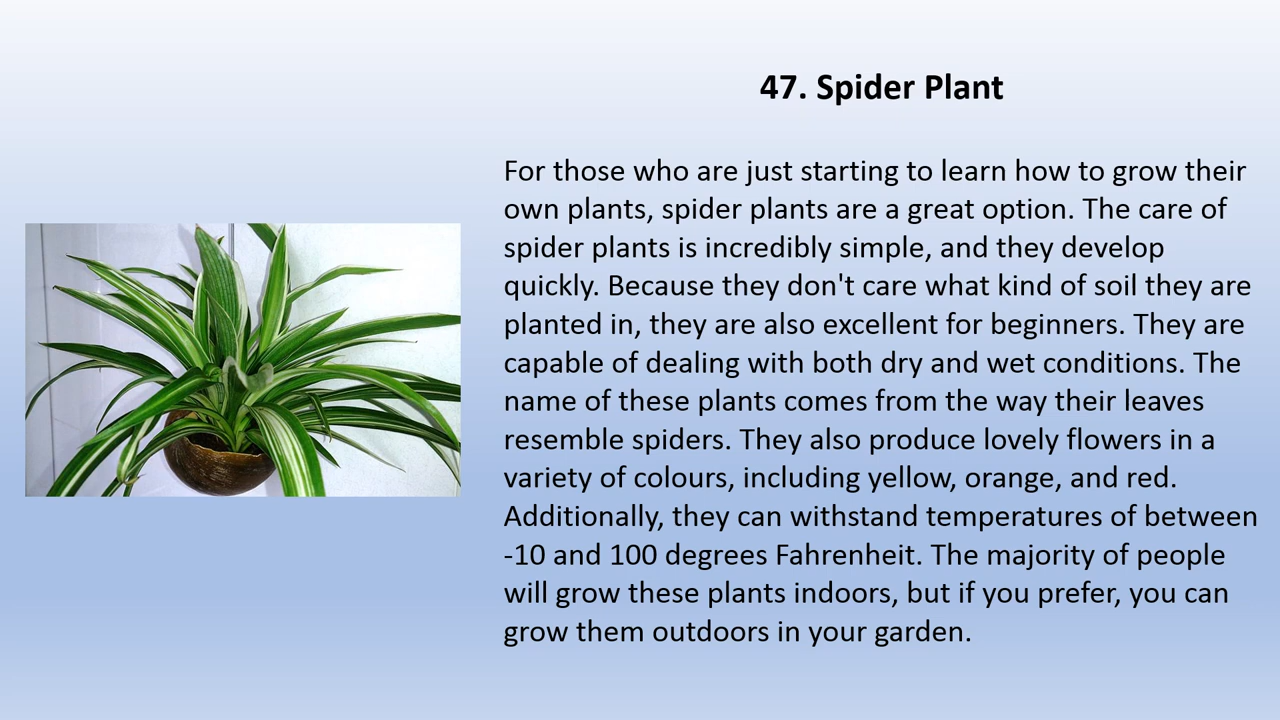 47. Spider Plant
For those who are just starting to learn how to grow their
own plants, spider plants are a great option. The care of
spider plants is incredibly simple, and they develop
quickly. Because they don't care what kind of soil they are
planted in, they are also excellent for beginners. They are
capable of dealing with both dry and wet conditions. The
name of these plants comes from the way their leaves
resemble spiders. They also produce lovely flowers in a
variety of colours, including yellow, orange, and red.
Additionally, they can withstand temperatures of between
-10 and 100 degrees Fahrenheit. The majority of people
will grow these plants indoors, but if you prefer, you can
grow them outdoors in your garden.